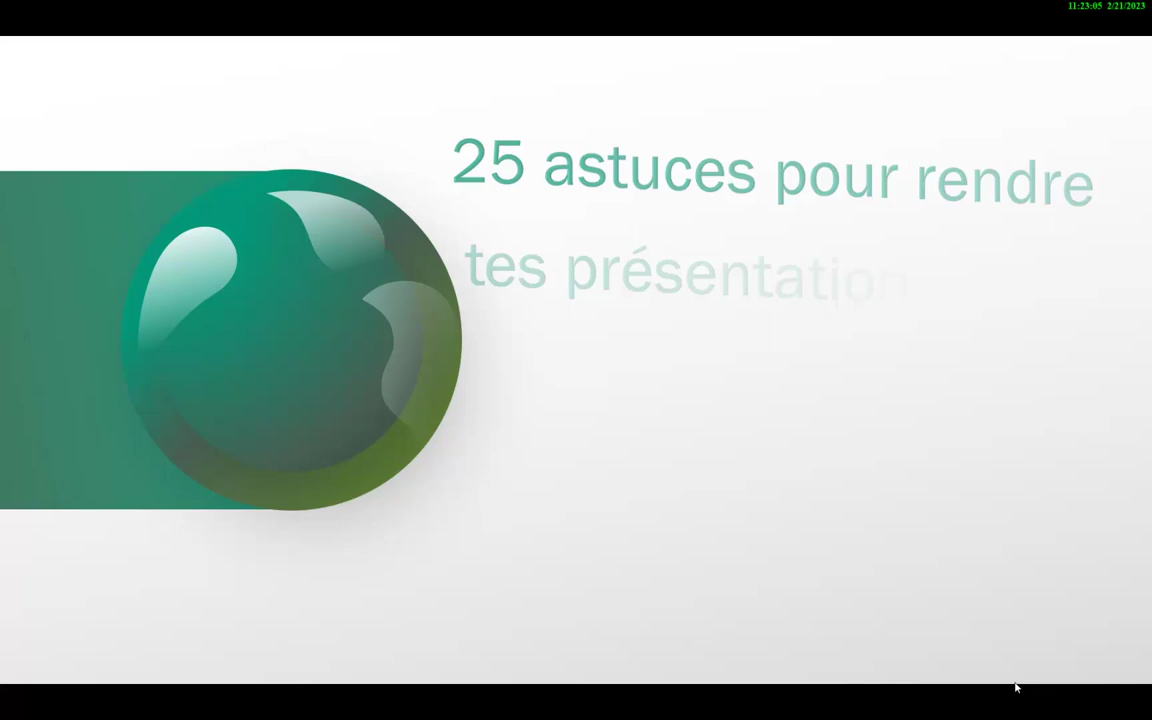 11:23:05 2/21/2023
25 astuces pour rendre
tes présentation